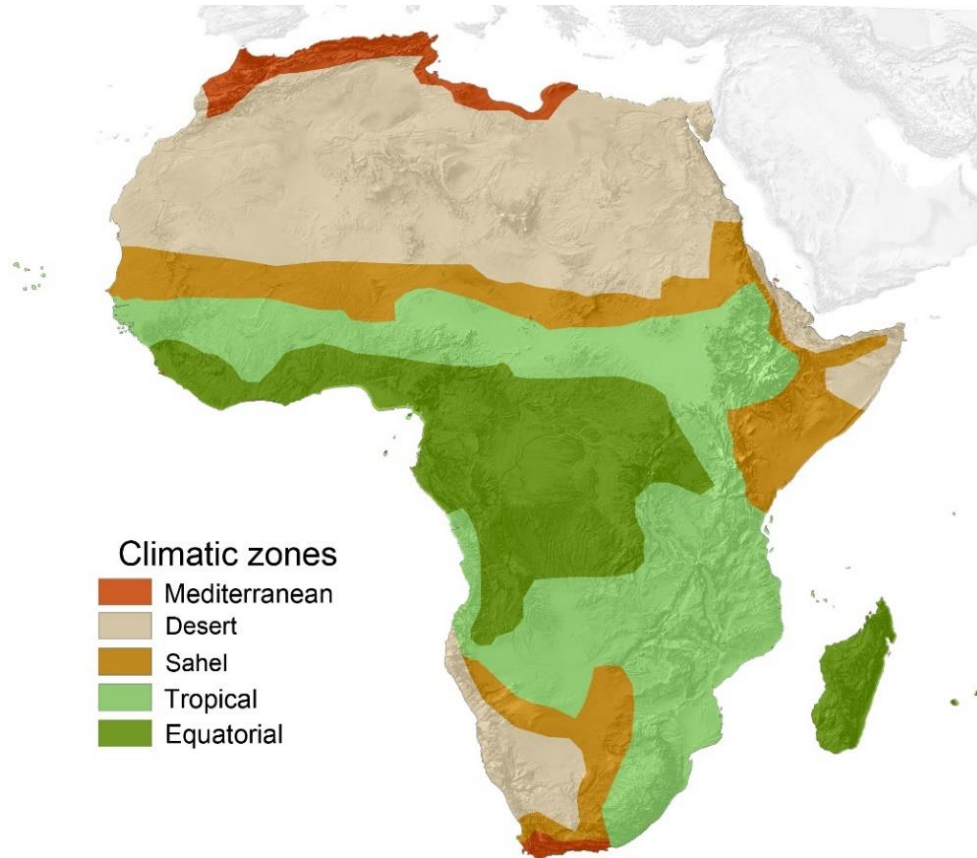 Climatic zones
Mediterranean
Desert
Sahel
Tropical
Equatorial